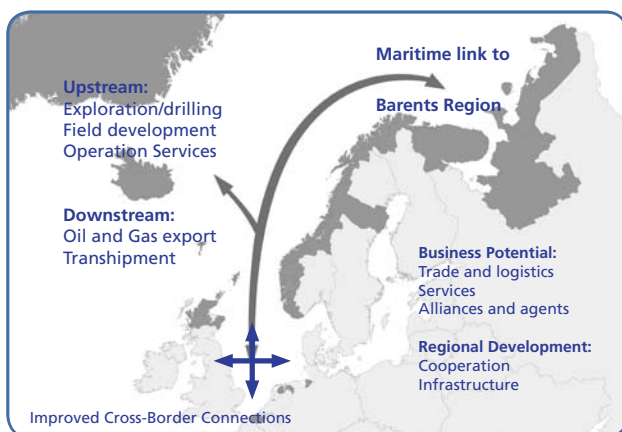 Maritime link to
Barents Region
Upstream:
Exploration/drilling
Field development
Operation Services
Downstream:
Oil and Gas export
Transhipment
Business Potential:
Trade and logistics
Services
Alliances and agents
Regional Development:
Cooperation
Infrastructure
Improved Cross-Border Connections